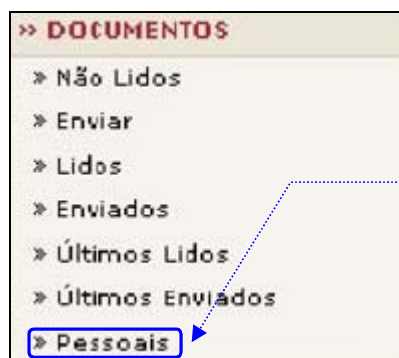 » DOCUMENTOS
» Não Lidos
» Enviar
» Lidos
» Enviados
» Últimos Lidos
» Últimos Enviados
» Pessoais